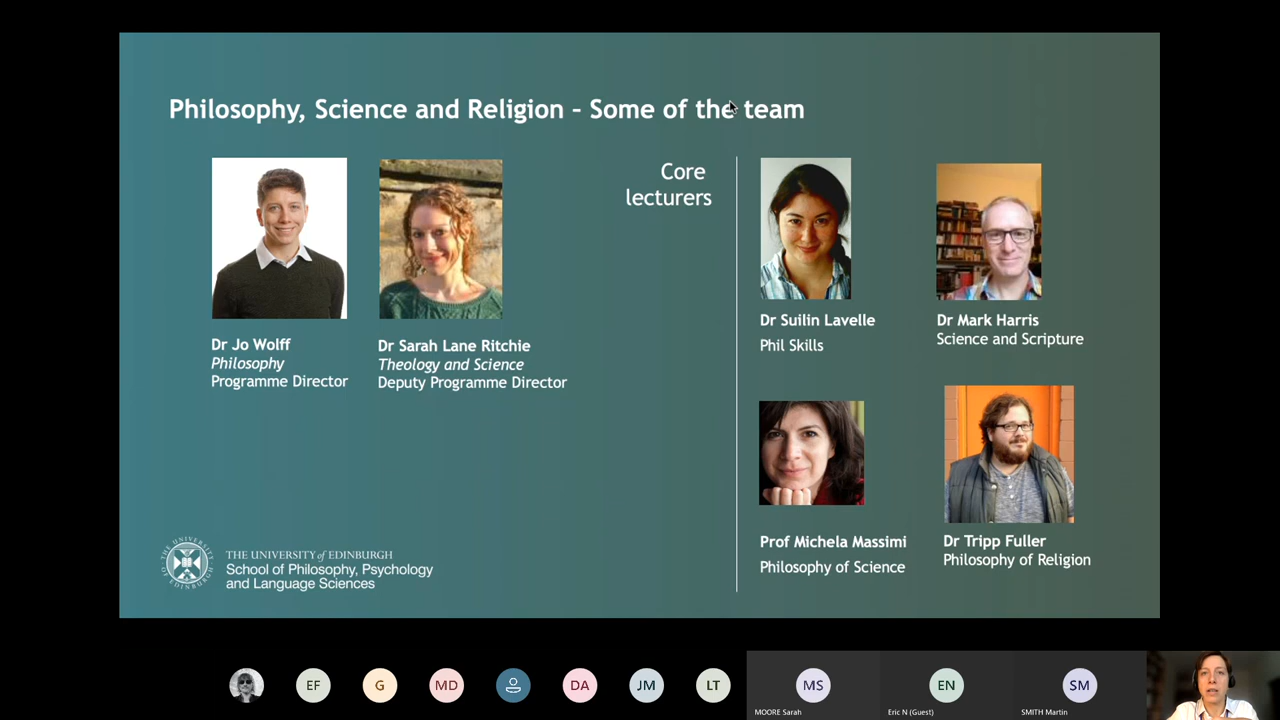 Philosophy, Science and Religion – Some of the team
Dr Jo Wolff
Philosophy
Programme Director
Dr Sarah Lane Ritchie
Theology and Science
Deputy Programme Director
Core
lecturers
Dr Suilin Lavelle
Phil Skills
Dr Mark Harris
Science and Scripture
Prof Michela Massimi
Philosophy of Science
Dr Tripp Fuller
Philosophy of Religion
THE UNIVERSITY of EDINBURGH
School of Philosophy, Psychology
and Language Sciences
EF
G
MD
DA
JM
LT
MS
MOORE Sarah
EN
Eric N (Guest)
SM
SMITH Martin